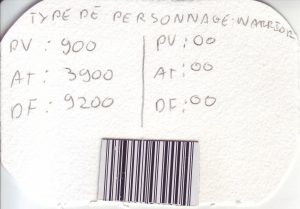 TYPE DE PERSONNAGE:WARRIOR
PV : 900
AT : 3900
DF : 9200
PV : 00
AT : 00
DF : 00